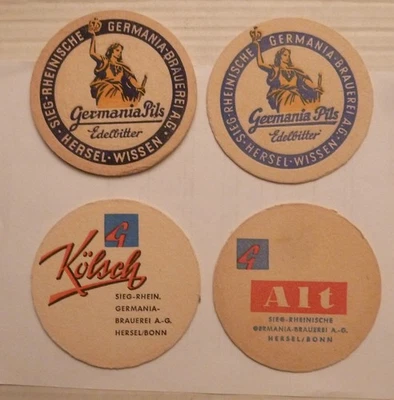 SIEG-RHEINISCHE GERMANIA-BRAUEREI A.G.
Germania Pils
Edelbitter
HERSEL·WISSEN
SIEG-RHEINISCHE GERMANIA-BRAUEREI A.G.
Germania Pils
Edelbitter
HERSEL·WISSEN
G
Kölsch
SIEG-RHEIN.
GERMANIA-
BRAUEREI A.-G.
HERSEL/BONN
G
Alt
SIEG-RHEINISCHE
GERMANIA-BRAUEREI A.-G.
HERSEL/BONN